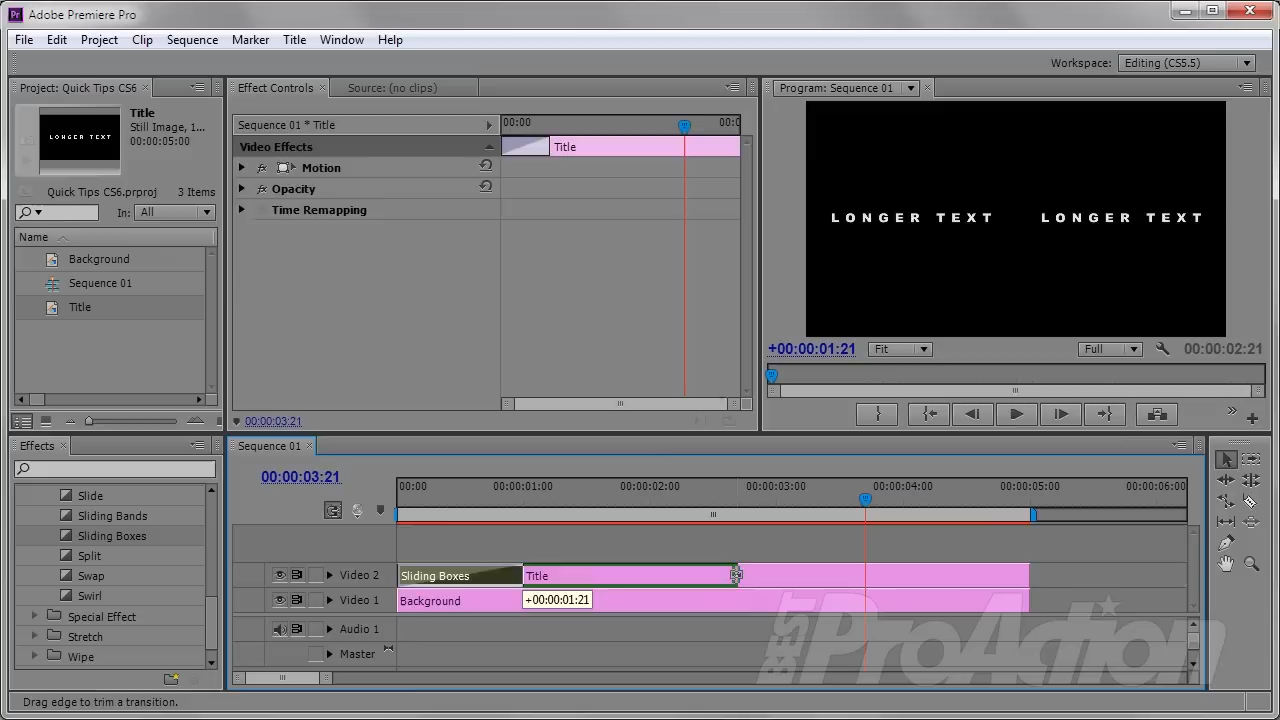 Adobe Premiere Pro
File Edit Project Clip Sequence Marker Title Window Help
Workspace: Editing (CS5.5)
Project: Quick Tips CS6
Effect Controls
Source: (no clips)
Program: Sequence 01
Title
Still Image, 1...
00:00:05:00
LONGER TEXT
Quick Tips CS6.prproj 3 Items
In: All
Name
Background
Sequence 01
Title
Sequence 01 * Title
00:00
Video Effects
Title
fx Motion
fx Opacity
Time Remapping
00:00:03:21
LONGER TEXT LONGER TEXT
+00:00:01:21 Fit Full 00:00:02:21
Effects
Slide
Sliding Bands
Sliding Boxes
Split
Swap
Swirl
Special Effect
Stretch
Wipe
Sequence 01
00:00:03:21
00:00 00:00:01:00 00:00:02:00 00:00:03:00 00:00:04:00 00:00:05:00 00:00:06:00
Video 2 Sliding Boxes Title
Video 1 Background
+00:00:01:21
Audio 1
Master
ProAction
Drag edge to trim a transition.